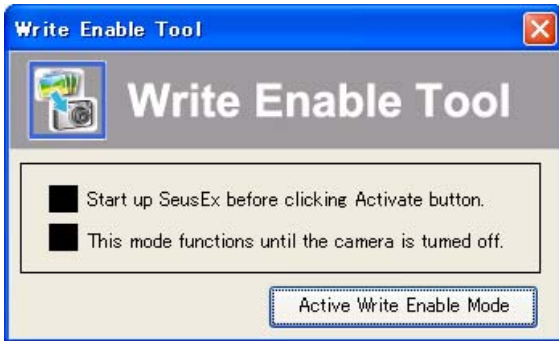 Write Enable Tool
Write Enable Tool
Start up SeusEx before clicking Activate button.
This mode functions until the camera is turned off.
Active Write Enable Mode